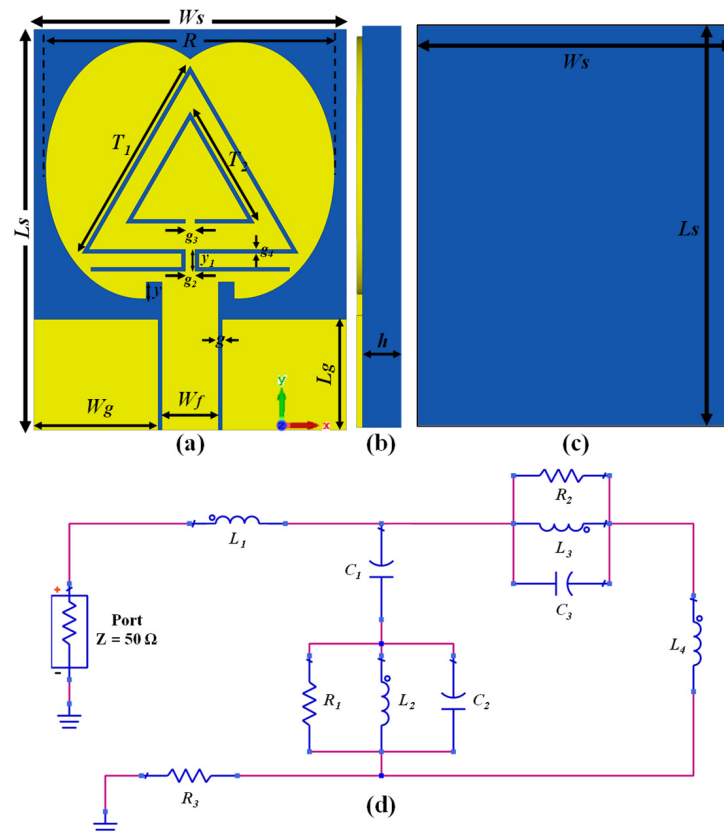 Ws
R
T1
T2
Ls
g3
g4
y1
g2
y
g
Lg
Wg
Wf
y
x
z
(a)
h
(b)
Ws
Ls
(c)
R2
L1
L3
C1
C3
+
Port
Z = 50 Ω
-
L4
R1
L2
C2
R3
(d)